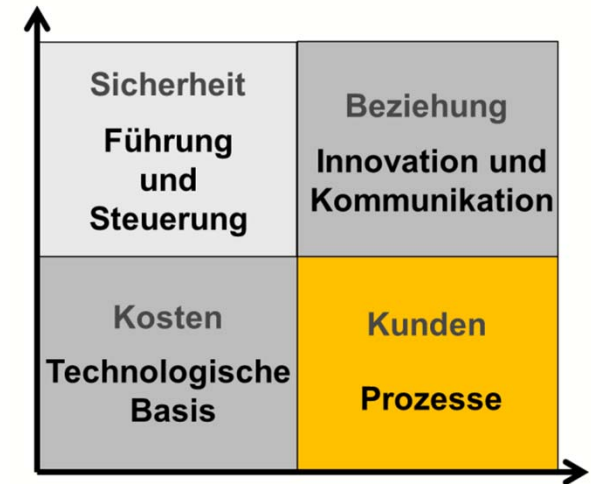 Sicherheit
Führung
und
Steuerung
Beziehung
Innovation und
Kommunikation
Kosten
Technologische
Basis
Kunden
Prozesse